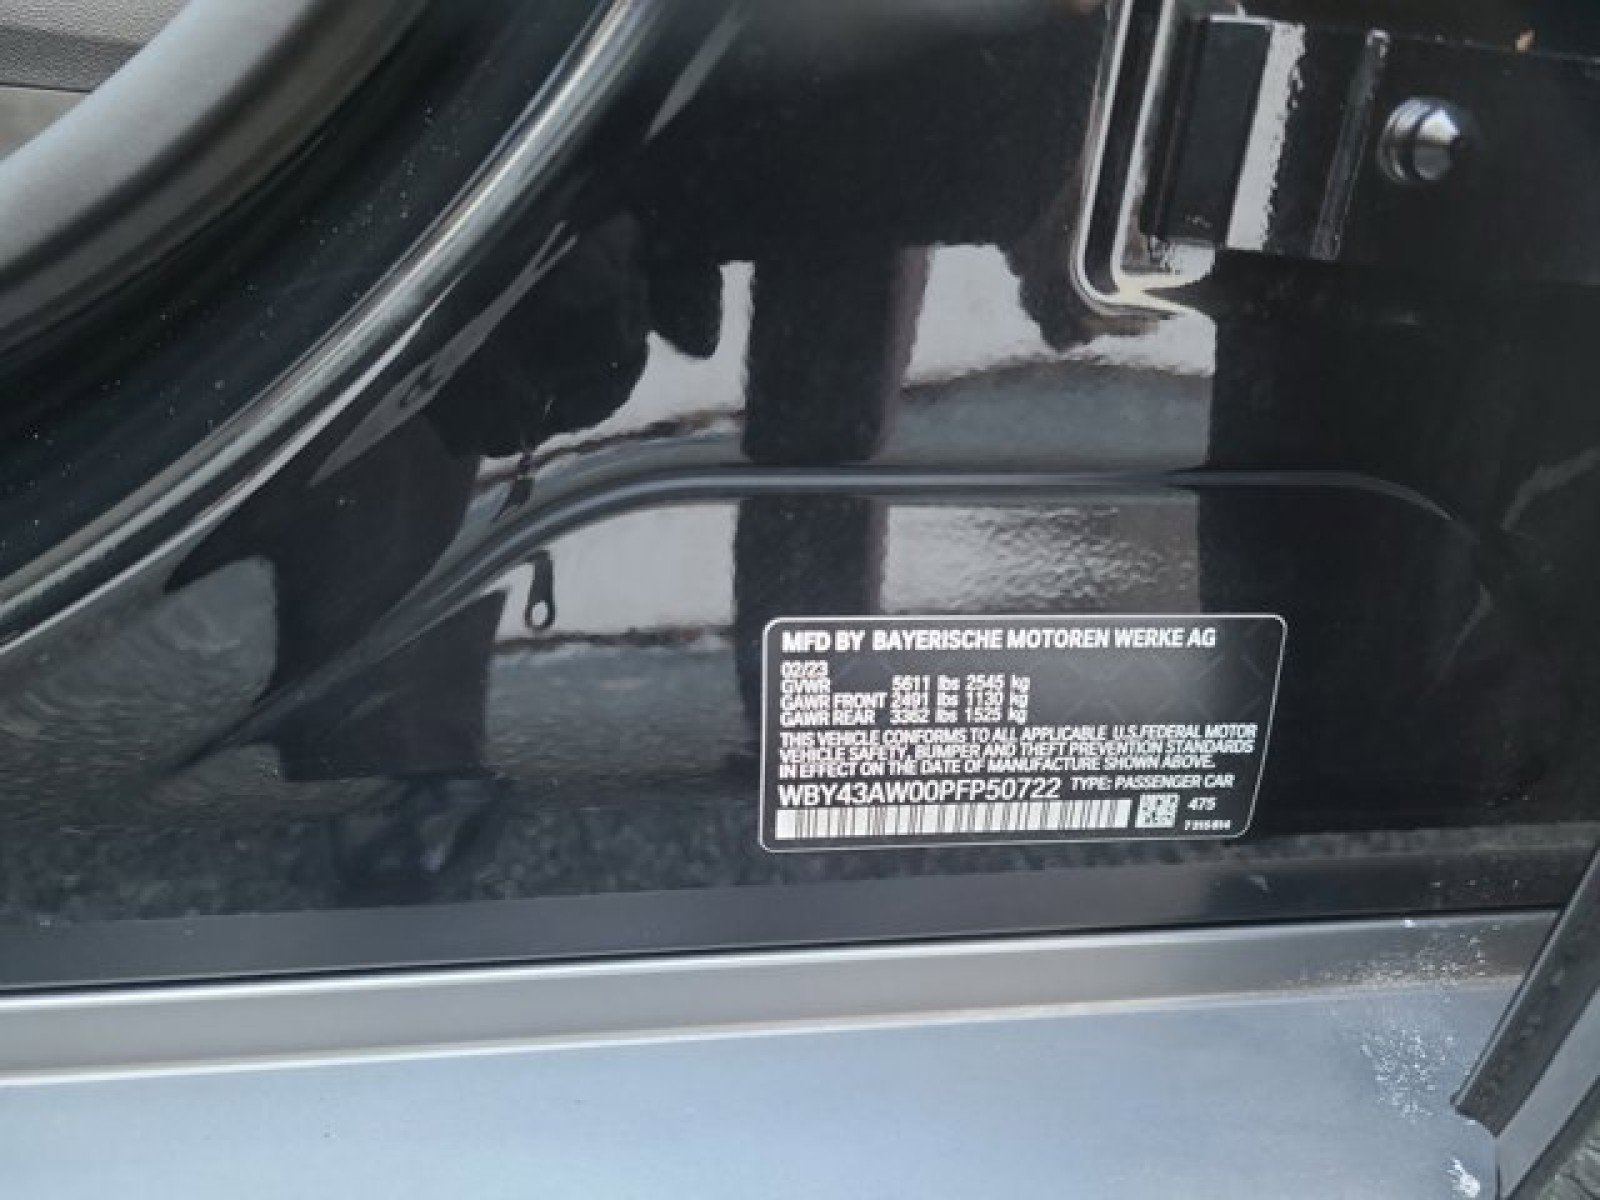 MFD BY BAYERISCHE MOTOREN WERKE AG
02/23
GVWR 5611 lbs 2545 kg
GAWR FRONT 2491 lbs 1130 kg
GAWR REAR 3362 lbs 1525 kg
THIS VEHICLE CONFORMS TO ALL APPLICABLE U.S.FEDERAL MOTOR
VEHICLE SAFETY, BUMPER AND THEFT PREVENTION STANDARDS
IN EFFECT ON THE DATE OF MANUFACTURE SHOWN ABOVE.
WBY43AW00PFP50722 TYPE: PASSENGER CAR
475